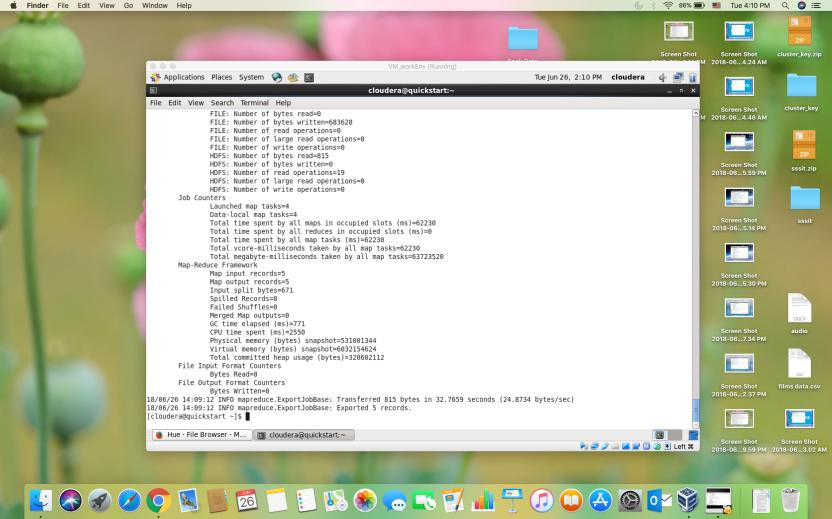 Finder File Edit View Go Window Help
86% Tue 4:10 PM
VM_workEnv [Running]
Applications Places System
Tue Jun 26, 2:10 PM cloudera
cloudera@quickstart:~
File Edit View Search Terminal Help
FILE: Number of bytes read=0
FILE: Number of bytes written=683628
FILE: Number of read operations=0
FILE: Number of large read operations=0
FILE: Number of write operations=0
HDFS: Number of bytes read=815
HDFS: Number of bytes written=0
HDFS: Number of read operations=19
HDFS: Number of large read operations=0
HDFS: Number of write operations=0
Job Counters
Launched map tasks=4
Data-local map tasks=4
Total time spent by all maps in occupied slots (ms)=62230
Total time spent by all reduces in occupied slots (ms)=0
Total time spent by all map tasks (ms)=62230
Total vcore-milliseconds taken by all map tasks=62230
Total megabyte-milliseconds taken by all map tasks=63723520
Map-Reduce Framework
Map input records=5
Map output records=5
Input split bytes=671
Spilled Records=0
Failed Shuffles=0
Merged Map outputs=0
GC time elapsed (ms)=771
CPU time spent (ms)=2550
Physical memory (bytes) snapshot=531001344
Virtual memory (bytes) snapshot=6032154624
Total committed heap usage (bytes)=320602112
File Input Format Counters
Bytes Read=0
File Output Format Counters
Bytes Written=0
18/06/26 14:09:12 INFO mapreduce.ExportJobBase: Transferred 815 bytes in 32.7659 seconds (24.8734 bytes/sec)
18/06/26 14:09:12 INFO mapreduce.ExportJobBase: Exported 5 records.
[cloudera@quickstart ~]$
Hue - File Browser - M...
cloudera@quickstart:~
Left ⌘
Screen Shot
Screen Shot
2018-06...4.24 AM
ZIP
cluster_key.zip
Screen Shot
2018-06...4.46 AM
cluster_key
Screen Shot
2018-06...5.59 PM
ZIP
sssit.zip
Screen Shot
2018-06...5.14 PM
sssit
Screen Shot
2018-06...5.30 PM
Screen Shot
2018-06...7.34 PM
DOCX
audio
Screen Shot
2018-06...2.37 PM
CSV
films data.csv
Screen Shot
2018-06...9.59 PM
Screen Shot
2018-06...3.02 AM
JUN
26